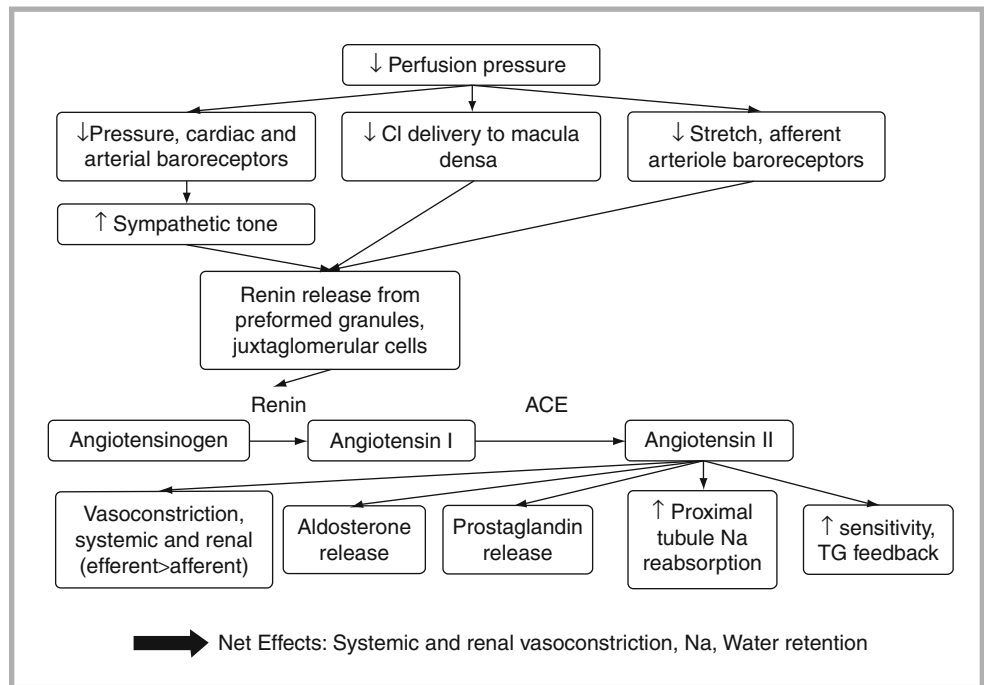 ↓ Perfusion pressure
↓Pressure, cardiac and
arterial baroreceptors
↓ Cl delivery to macula
densa
↓ Stretch, afferent
arteriole baroreceptors
↑ Sympathetic tone
Renin release from
preformed granules,
juxtaglomerular cells
Renin
ACE
Angiotensinogen
Angiotensin I
Angiotensin II
Vasoconstriction,
systemic and renal
(efferent>afferent)
Aldosterone
release
Prostaglandin
release
↑ Proximal
tubule Na
reabsorption
↑ sensitivity,
TG feedback
Net Effects: Systemic and renal vasoconstriction, Na, Water retention